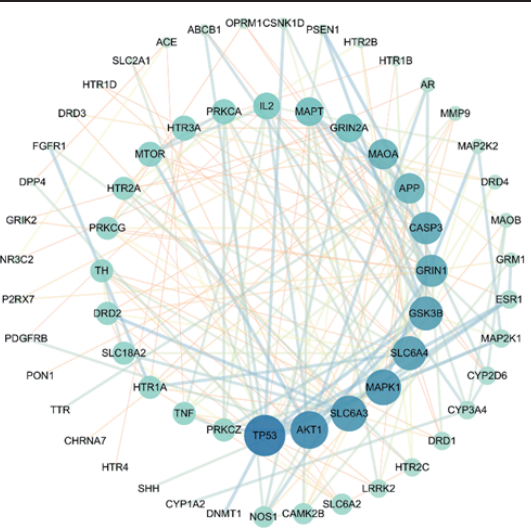 OPRM1
CSNK1D
PSEN1
HTR2B
HTR1B
AR
MMP9
MAP2K2
DRD4
MAOB
GRM1
ESR1
MAP2K1
CYP2D6
CYP3A4
DRD1
HTR2C
LRRK2
SLC6A2
CAMK2B
NOS1
DNMT1
CYP1A2
SHH
HTR4
CHRNA7
TTR
PON1
PDGFRB
P2RX7
NR3C2
GRIK2
DPP4
FGFR1
DRD3
HTR1D
SLC2A1
ACE
ABCB1
IL2
MAPT
GRIN2A
MAOA
APP
CASP3
GRIN1
GSK3B
SLC6A4
MAPK1
SLC6A3
AKT1
TP53
PRKCZ
TNF
HTR1A
SLC18A2
DRD2
TH
PRKCG
HTR2A
MTOR
HTR3A
PRKCA